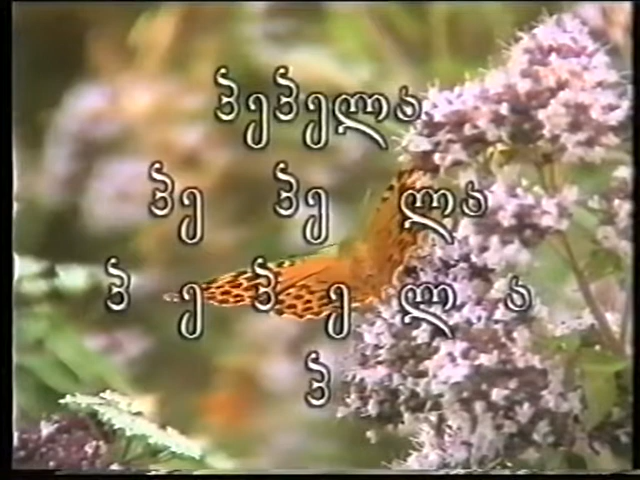 პეპელა
პე პე ლა
პ ე პ ე ლ ა
პ